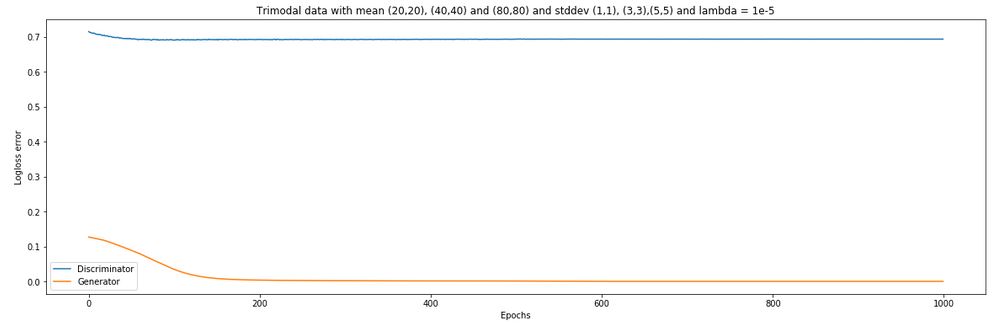 Trimodal data with mean (20,20), (40,40) and (80,80) and stddev (1,1), (3,3),(5,5) and lambda = 1e-5
0.7
0.6
0.5
0.4
0.3
0.2
0.1
0.0
Logloss error
Discriminator
Generator
0 200 400 600 800 1000
Epochs